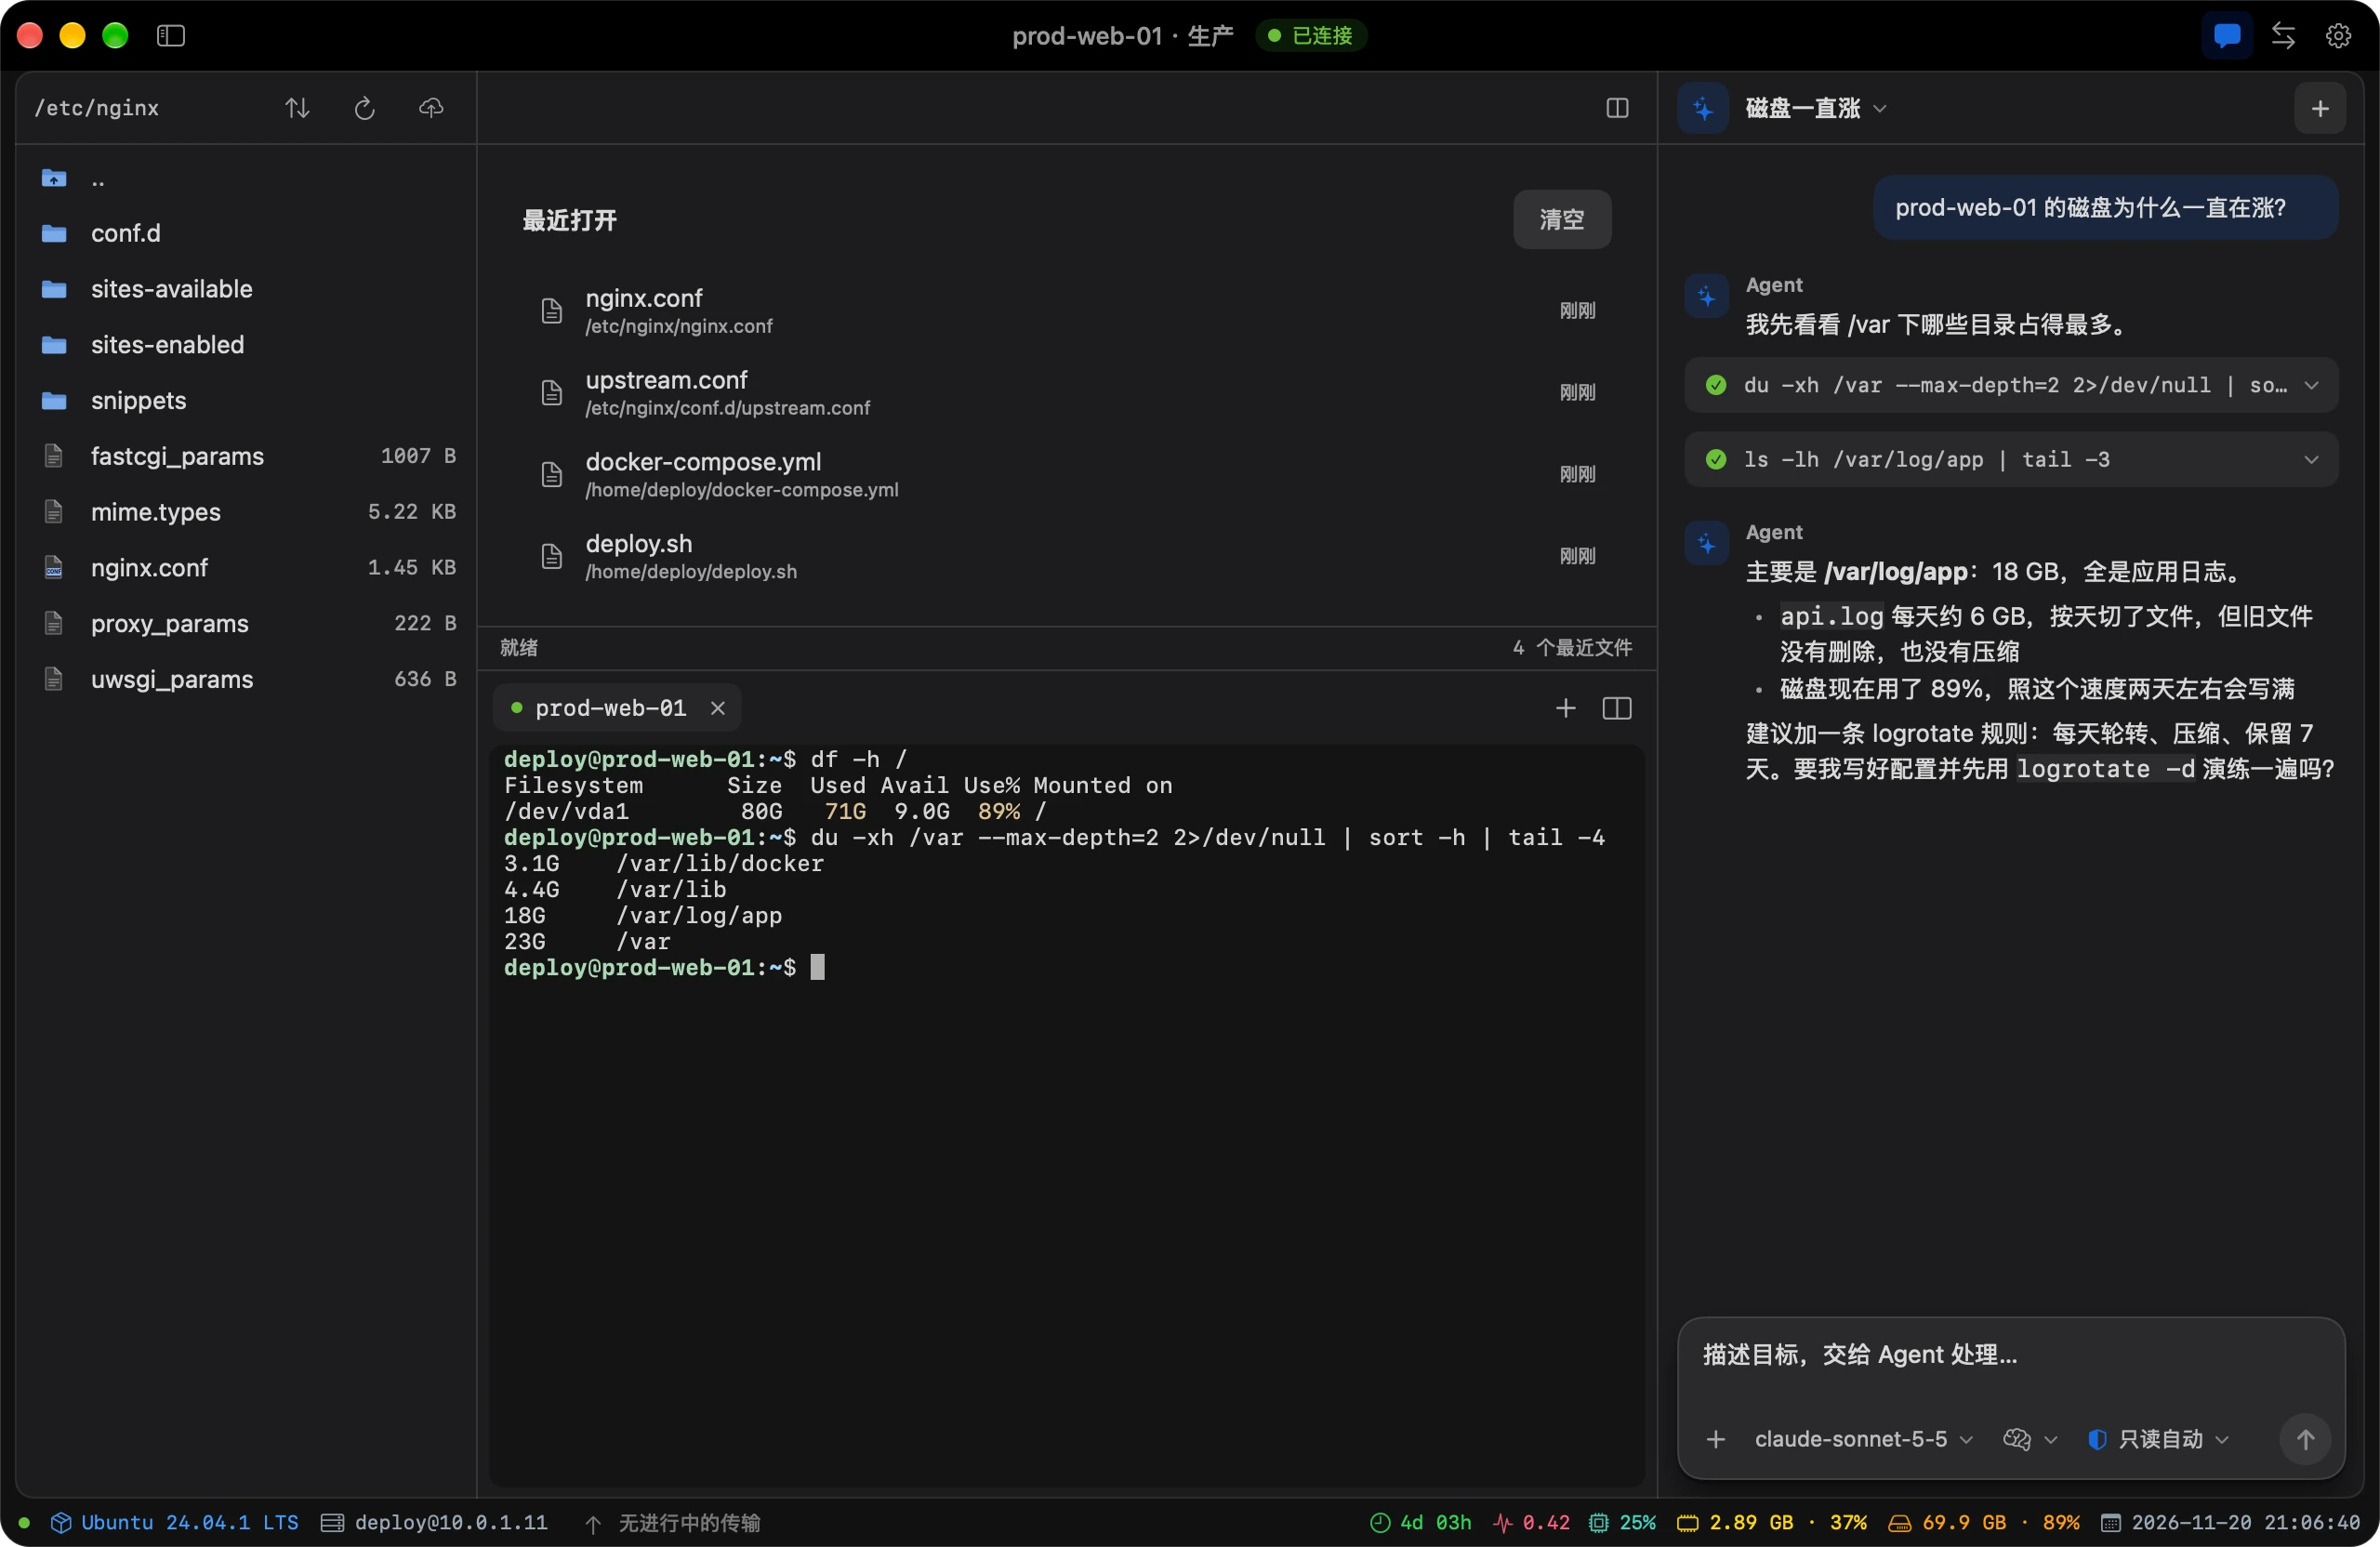 prod-web-01 · 生产
已连接
/etc/nginx
..
conf.d
sites-available
sites-enabled
snippets
fastcgi_params 1007 B
mime.types 5.22 KB
nginx.conf 1.45 KB
proxy_params 222 B
uwsgi_params 636 B
最近打开
清空
nginx.conf
/etc/nginx/nginx.conf
刚刚
upstream.conf
/etc/nginx/conf.d/upstream.conf
刚刚
docker-compose.yml
/home/deploy/docker-compose.yml
刚刚
deploy.sh
/home/deploy/deploy.sh
刚刚
就绪
4 个最近文件
prod-web-01
deploy@prod-web-01:~$ df -h /
Filesystem      Size  Used Avail Use% Mounted on
/dev/vda1        80G   71G  9.0G  89% /
deploy@prod-web-01:~$ du -xh /var --max-depth=2 2>/dev/null | sort -h | tail -4
3.1G    /var/lib/docker
4.4G    /var/lib
18G     /var/log/app
23G     /var
deploy@prod-web-01:~$
磁盘一直涨
prod-web-01 的磁盘为什么一直在涨?
Agent
我先看看 /var 下哪些目录占得最多。
du -xh /var --max-depth=2 2>/dev/null | so…
ls -lh /var/log/app | tail -3
Agent
主要是 /var/log/app：18 GB，全是应用日志。
• api.log 每天约 6 GB，按天切了文件，但旧文件
没有删除，也没有压缩
• 磁盘现在用了 89%，照这个速度两天左右会写满
建议加一条 logrotate 规则：每天轮转、压缩、保留 7
天。要我写好配置并先用 logrotate -d 演练一遍吗?
描述目标，交给 Agent 处理...
claude-sonnet-5-5
只读自动
Ubuntu 24.04.1 LTS
deploy@10.0.1.11
无进行中的传输
4d 03h
0.42
25%
2.89 GB · 37%
69.9 GB · 89%
2026-11-20 21:06:40